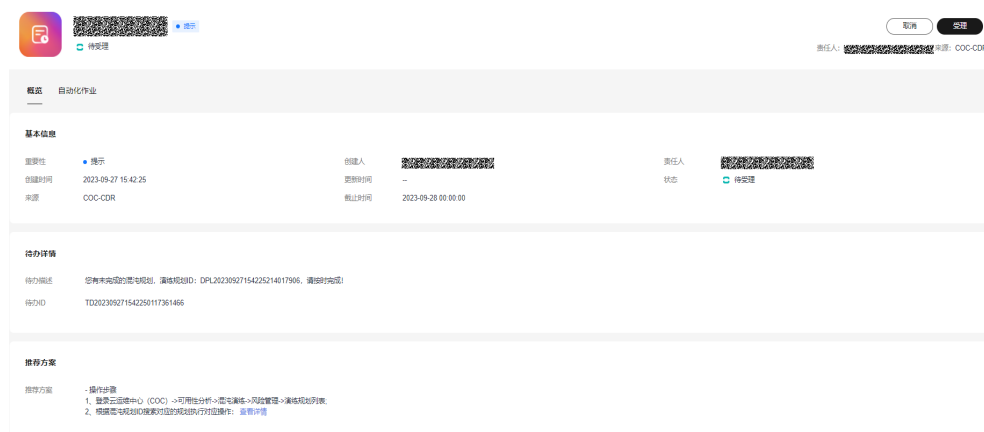 提示
取消
受理
待受理
责任人：
来源： COC-CDR
概览 自动化作业
基本信息
重要性 提示 创建人 责任人
创建时间 2023-09-27 15:42:25 更新时间 -- 状态 待受理
来源 COC-CDR 截止时间 2023-09-28 00:00:00
待办详情
待办描述 您有未完成的混沌规划，演练规划ID：DPL20230927154225214017906，请按时完成！
待办ID TD202309271542250117361466
推荐方案
推荐方案 - 操作步骤
1、登录云运维中心（COC）->可用性分析->混沌演练->风险管理->演练规划列表;
2、根据混沌规划ID搜索对应的规划执行对应操作： 查看详情